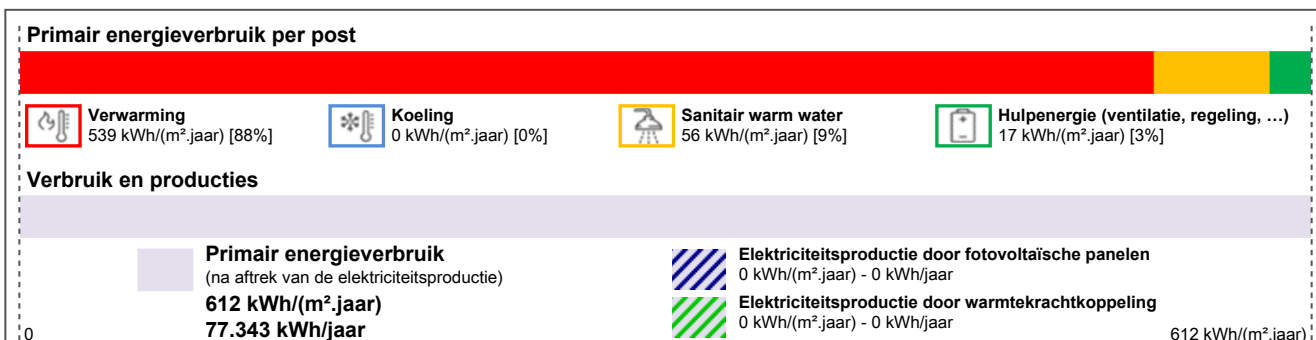 Primair energieverbruik per post
Verwarming
539 kWh/(m².jaar) [88%]
Koeling
0 kWh/(m².jaar) [0%]
Sanitair warm water
56 kWh/(m².jaar) [9%]
Hulpenergie (ventilatie, regeling, …)
17 kWh/(m².jaar) [3%]
Verbruik en producties
Primair energieverbruik
(na aftrek van de elektriciteitsproductie)
612 kWh/(m².jaar)
77.343 kWh/jaar
Elektriciteitsproductie door fotovoltaïsche panelen
0 kWh/(m².jaar) - 0 kWh/jaar
Elektriciteitsproductie door warmtekrachtkoppeling
0 kWh/(m².jaar) - 0 kWh/jaar
0
612 kWh/(m².jaar)